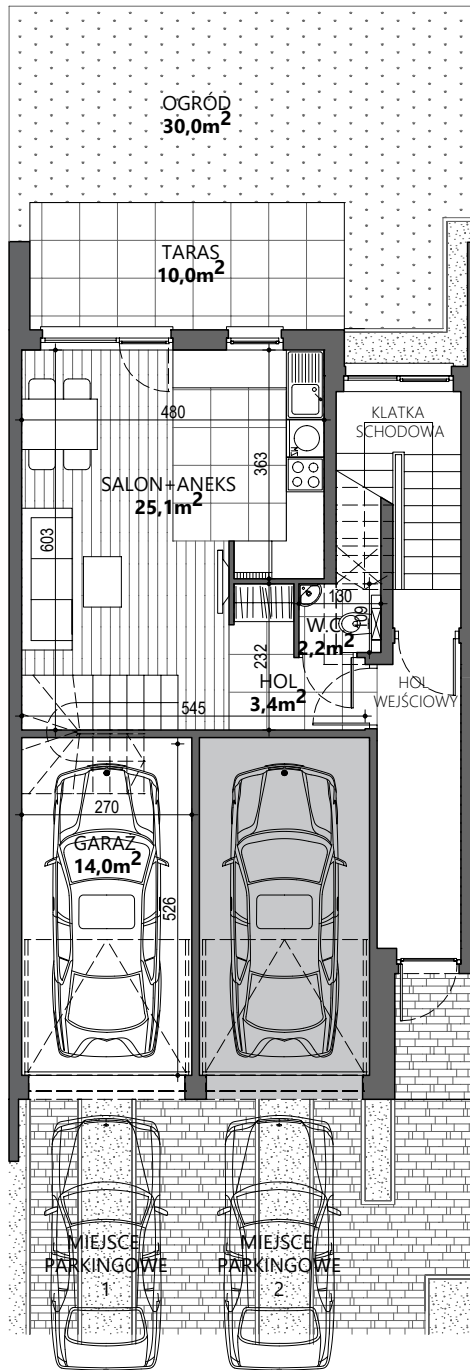 OGRÓD
30,0m²
TARAS
10,0m²
KLATKA
SCHODOWA
480
363
SALON+ANEKS
25,1m²
603
130
W.C
109
2,2m²
232
HOL
3,4m²
HOL
WEJŚCIOWY
545
270
GARAŻ
14,0m²
526
MIEJSCE
PARKINGOWE
1
MIEJSCE
PARKINGOWE
2